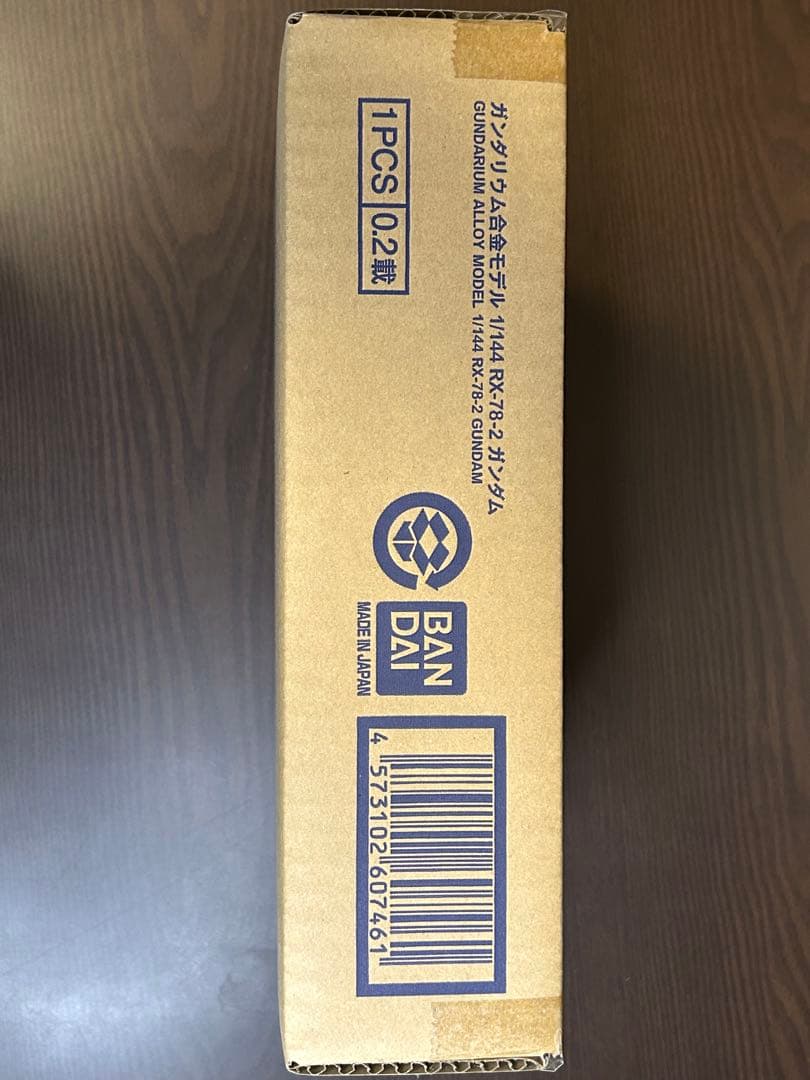 ガンダリウム合金モデル 1/144 RX-78-2 ガンダム
GUNDARIUM ALLOY MODEL 1/144 RX-78-2 GUNDAM
1PCS 0.2載
BAN
DAI
MADE IN JAPAN
4 573102 607461